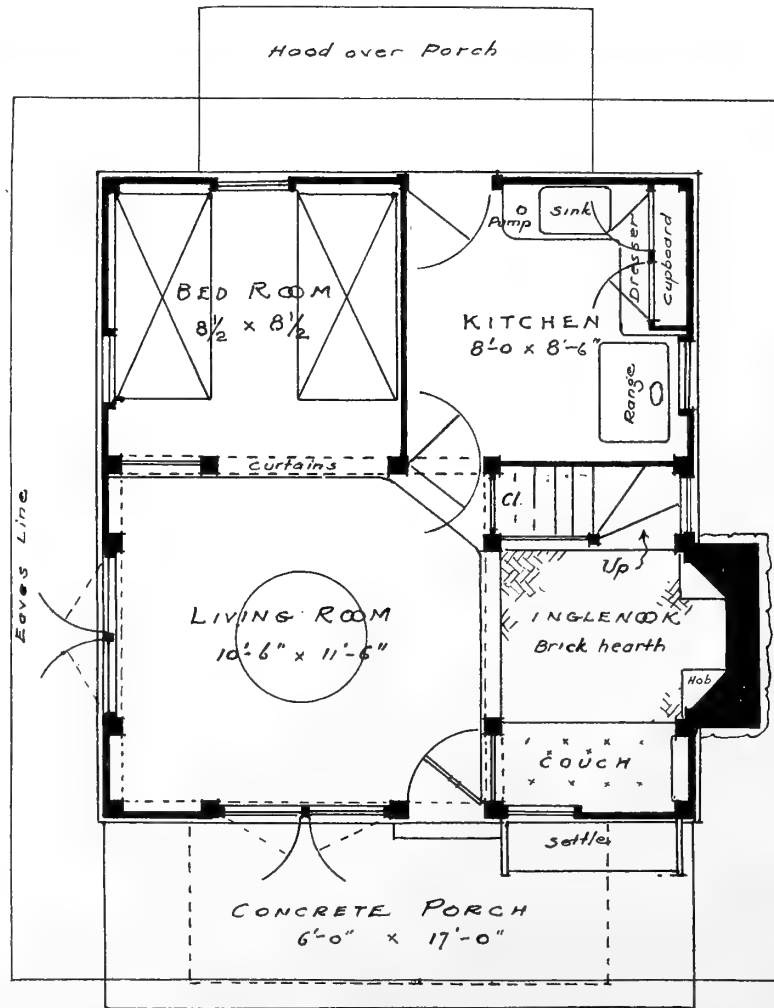 Hood over Porch
Pump
Sink
Dresser
Cupboard
BED ROOM
8½ x 8½
KITCHEN
8'-0 x 8'-6"
Range
Curtains
Cl.
Up
Eaves Line
LIVING ROOM
10'-6" x 11'-6"
INGLENOOK
Brick hearth
Hob
COUCH
Settle
CONCRETE PORCH
6'-0" x 17'-0"